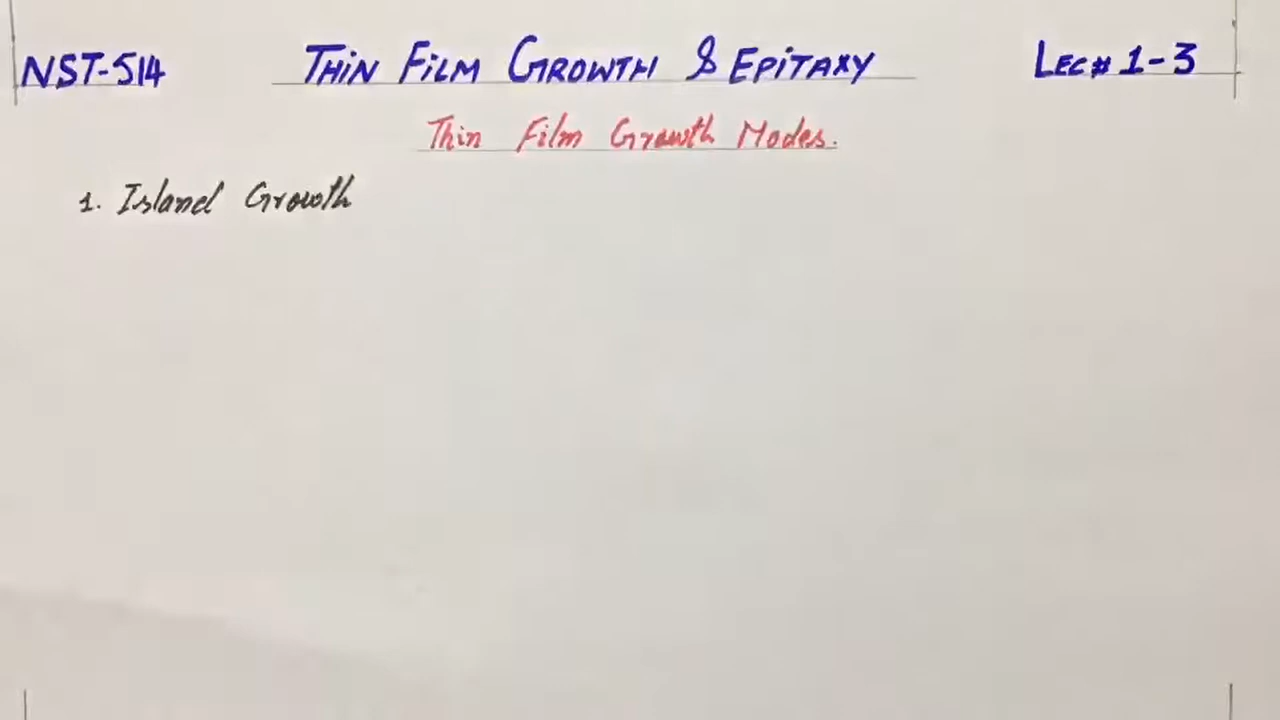 NST-514 THIN FILM GROWTH & EPITAXY LEC# 1-3
Thin Film Growth Modes.
1. Island Growth